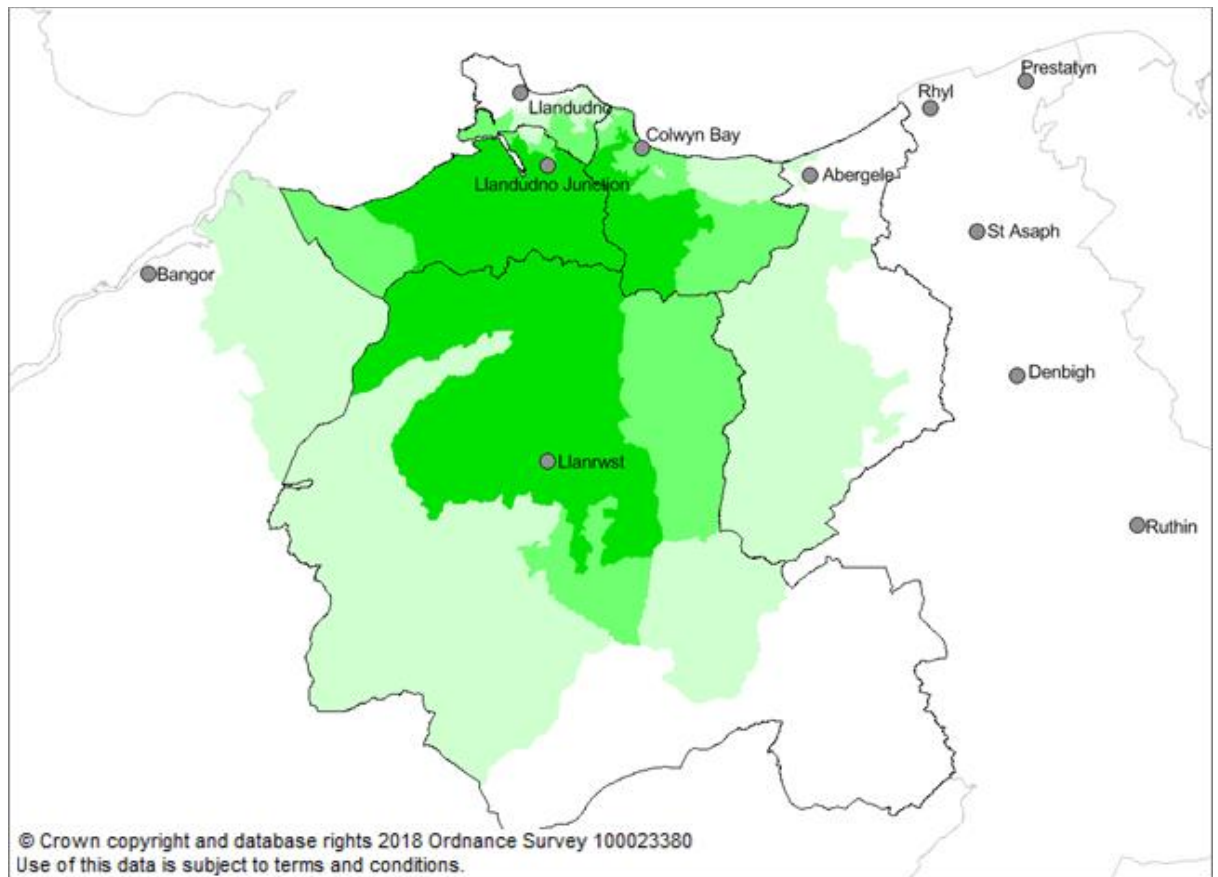 Prestatyn
Rhyl
Llandudno
Colwyn Bay
Abergele
Llandudno Junction
St Asaph
Bangor
Denbigh
Llanrwst
Ruthin
© Crown copyright and database rights 2018 Ordnance Survey 100023380
Use of this data is subject to terms and conditions.